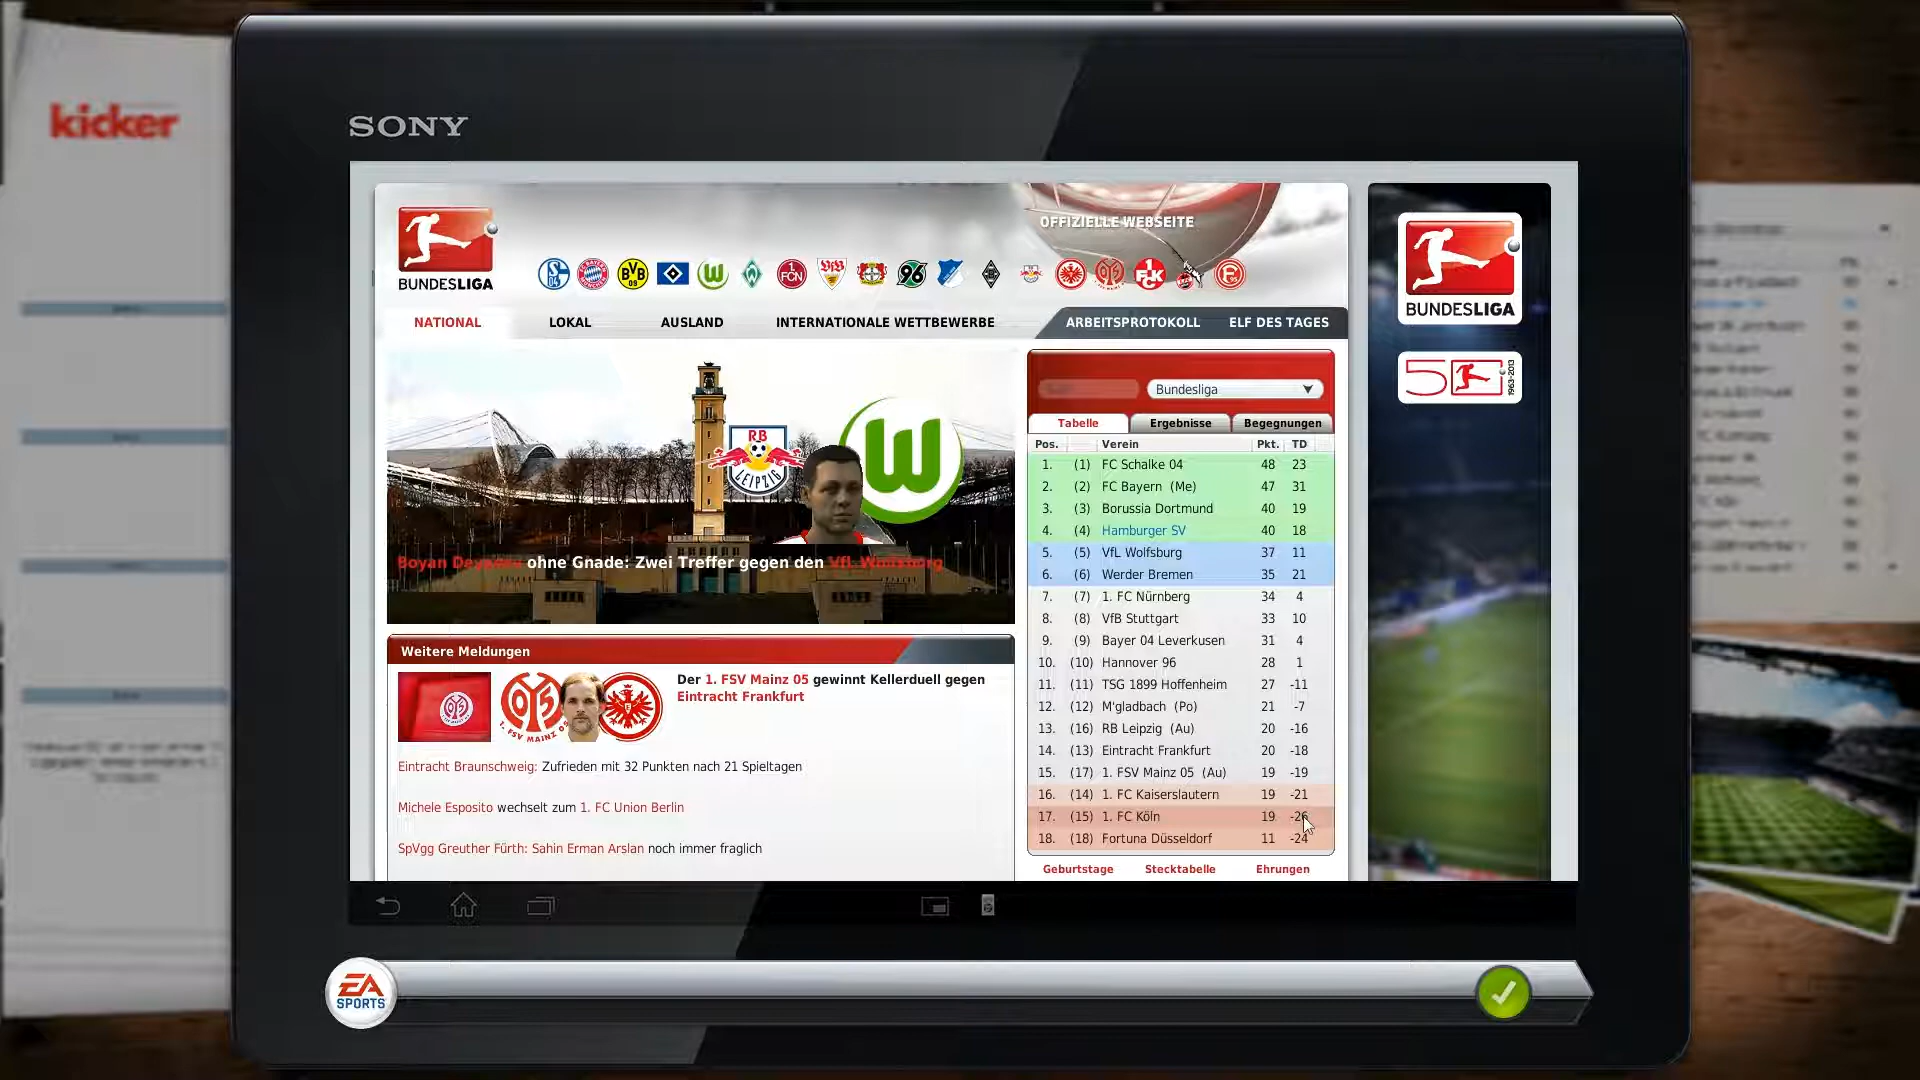 kicker
SONY
OFFIZIELLE WEBSEITE
BUNDESLIGA
NATIONAL
LOKAL
AUSLAND
INTERNATIONALE WETTBEWERBE
ARBEITSPROTOKOLL
ELF DES TAGES
BUNDESLIGA
50
1963-2013
RB
LEIPZIG
W
Boyan ohne Gnade: Zwei Treffer gegen den VfL Wolfsburg
Weitere Meldungen
Der 1. FSV Mainz 05 gewinnt Kellerduell gegen
Eintracht Frankfurt
Eintracht Braunschweig: Zufrieden mit 32 Punkten nach 21 Spieltagen
Michele Esposito wechselt zum 1. FC Union Berlin
SpVgg Greuther Fürth: Sahin Erman Arslan noch immer fraglich
Bundesliga
Tabelle Ergebnisse Begegnungen
Pos. Verein Pkt. TD
1. (1) FC Schalke 04 48 23
2. (2) FC Bayern (Me) 47 31
3. (3) Borussia Dortmund 40 19
4. (4) Hamburger SV 40 18
5. (5) VfL Wolfsburg 37 11
6. (6) Werder Bremen 35 21
7. (7) 1. FC Nürnberg 34 4
8. (8) VfB Stuttgart 33 10
9. (9) Bayer 04 Leverkusen 31 4
10. (10) Hannover 96 28 1
11. (11) TSG 1899 Hoffenheim 27 -11
12. (12) M'gladbach (Po) 21 -7
13. (16) RB Leipzig (Au) 20 -16
14. (13) Eintracht Frankfurt 20 -18
15. (17) 1. FSV Mainz 05 (Au) 19 -19
16. (14) 1. FC Kaiserslautern 19 -21
17. (15) 1. FC Köln 19 -26
18. (18) Fortuna Düsseldorf 11 -24
Geburtstage Stecktabelle Ehrungen
EA
SPORTS